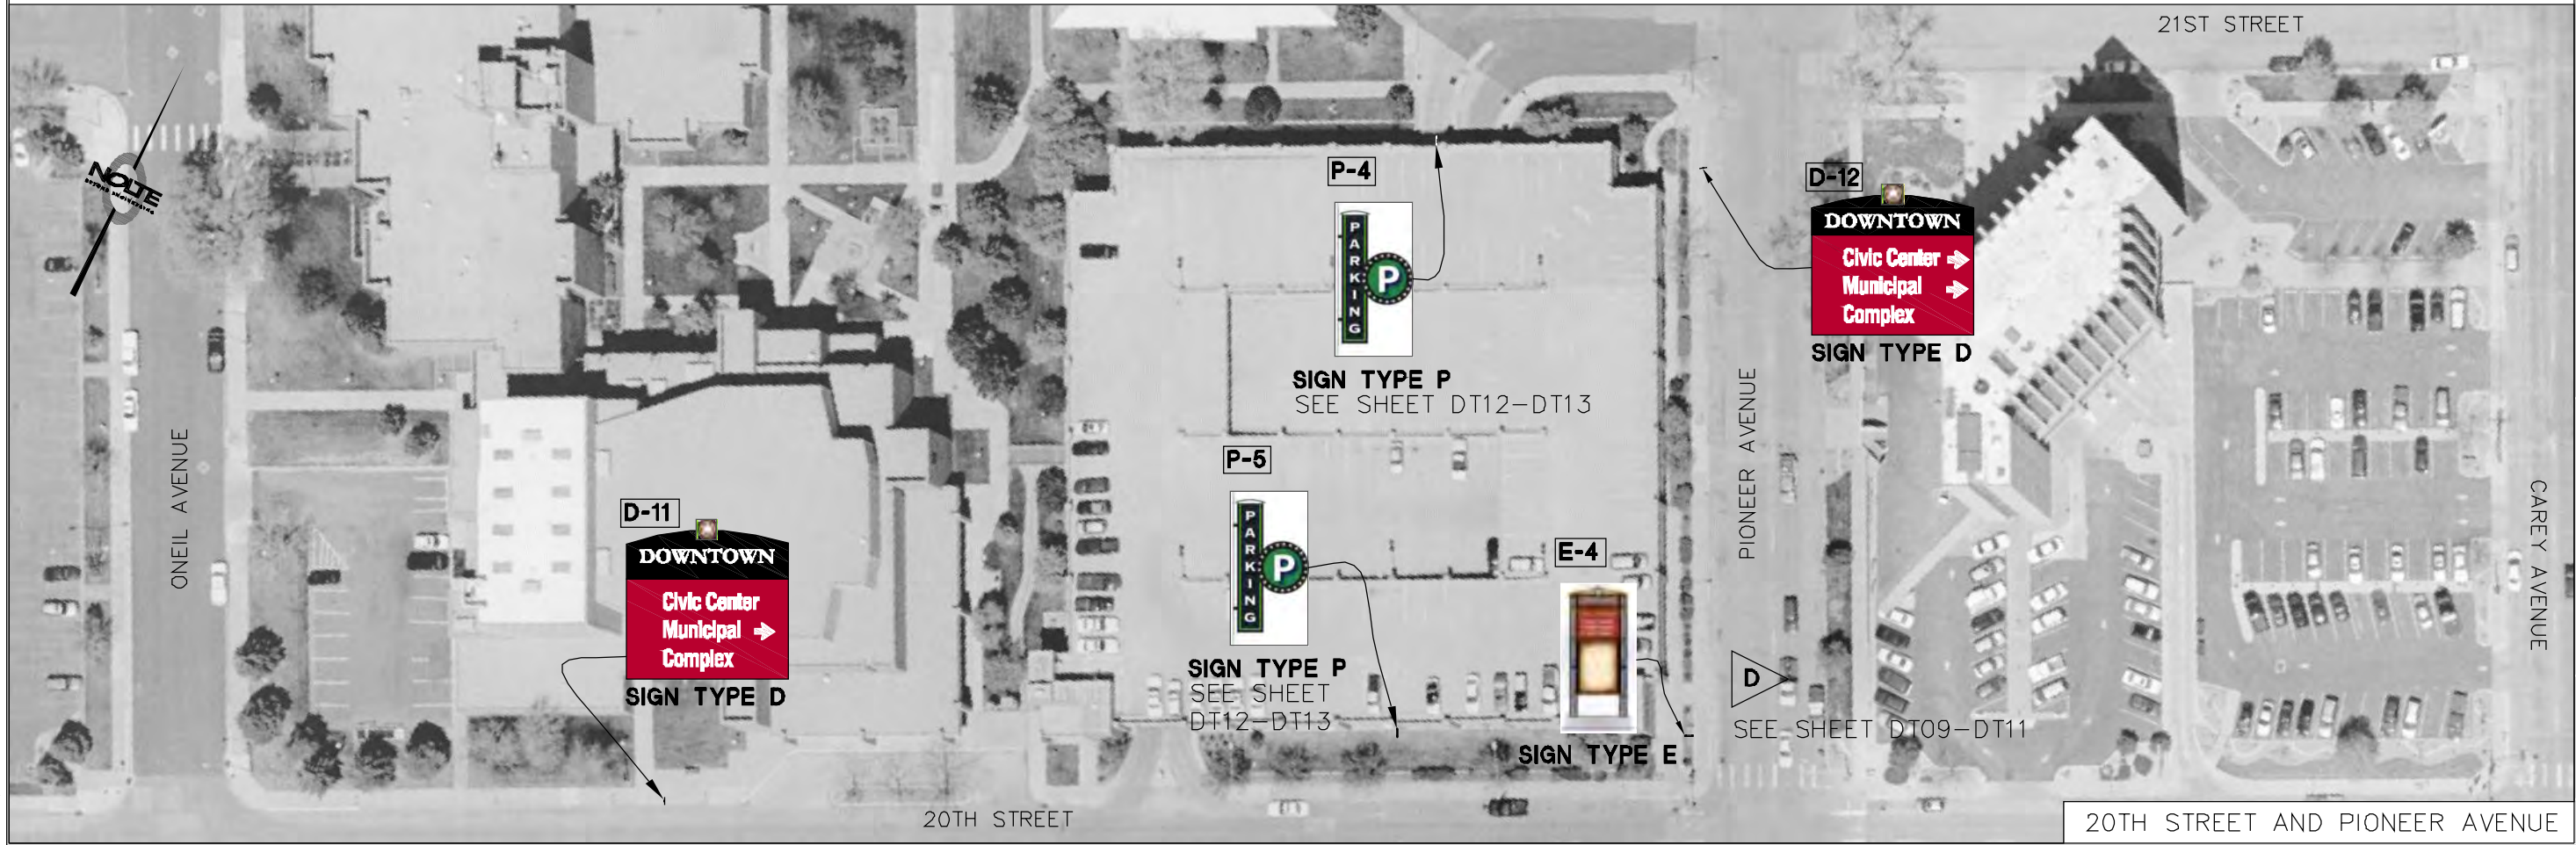 21ST STREET
NOLTE
P-4
PARKING
P
SIGN TYPE P
SEE SHEET DT12-DT13
D-12
DOWNTOWN
Civic Center →
Municipal →
Complex
SIGN TYPE D
ONEIL AVENUE
PIONEER AVENUE
CAREY AVENUE
D-11
DOWNTOWN
Civic Center
Municipal →
Complex
SIGN TYPE D
P-5
PARKING
P
SIGN TYPE P
SEE SHEET
DT12-DT13
E-4
SIGN TYPE E
D
SEE SHEET DT09-DT11
20TH STREET
20TH STREET AND PIONEER AVENUE